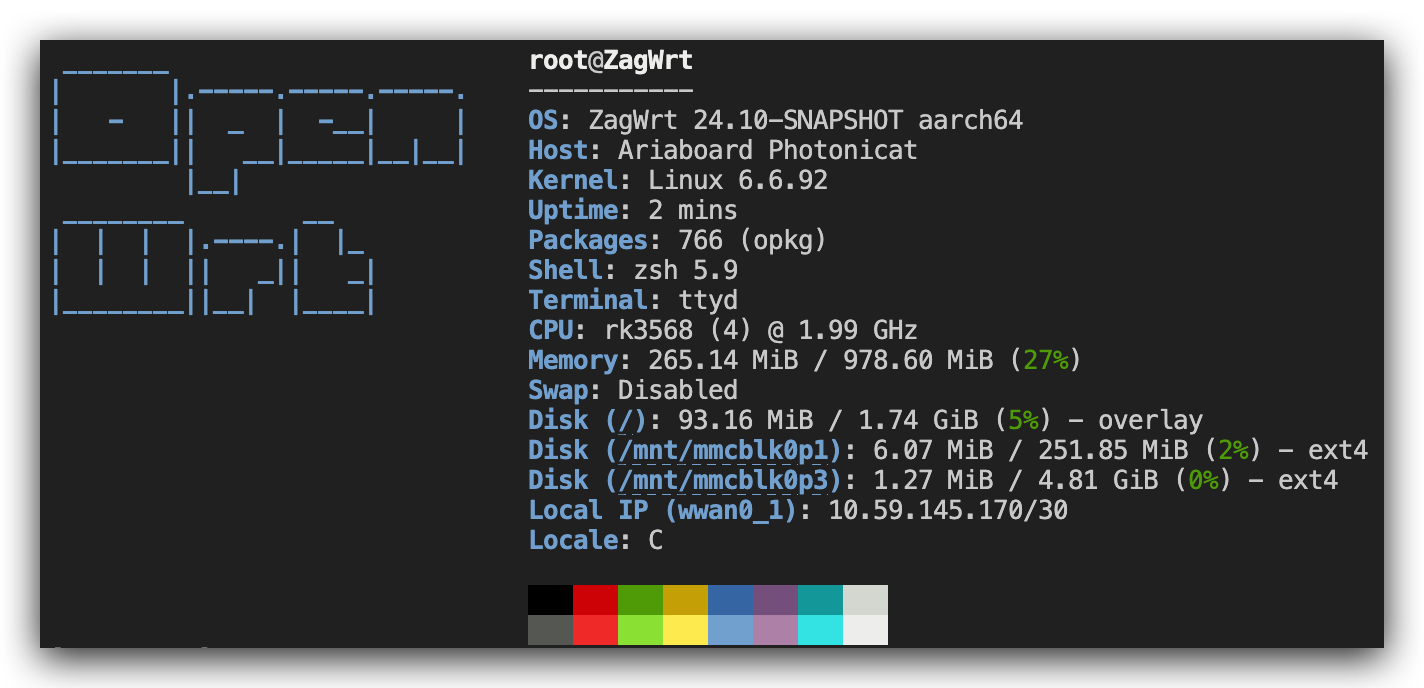 OpenWrt
root@ZagWrt
-----------
OS: ZagWrt 24.10-SNAPSHOT aarch64
Host: Ariaboard Photonicat
Kernel: Linux 6.6.92
Uptime: 2 mins
Packages: 766 (opkg)
Shell: zsh 5.9
Terminal: ttyd
CPU: rk3568 (4) @ 1.99 GHz
Memory: 265.14 MiB / 978.60 MiB (27%)
Swap: Disabled
Disk (/): 93.16 MiB / 1.74 GiB (5%) - overlay
Disk (/mnt/mmcblk0p1): 6.07 MiB / 251.85 MiB (2%) - ext4
Disk (/mnt/mmcblk0p3): 1.27 MiB / 4.81 GiB (0%) - ext4
Local IP (wwan0_1): 10.59.145.170/30
Locale: C